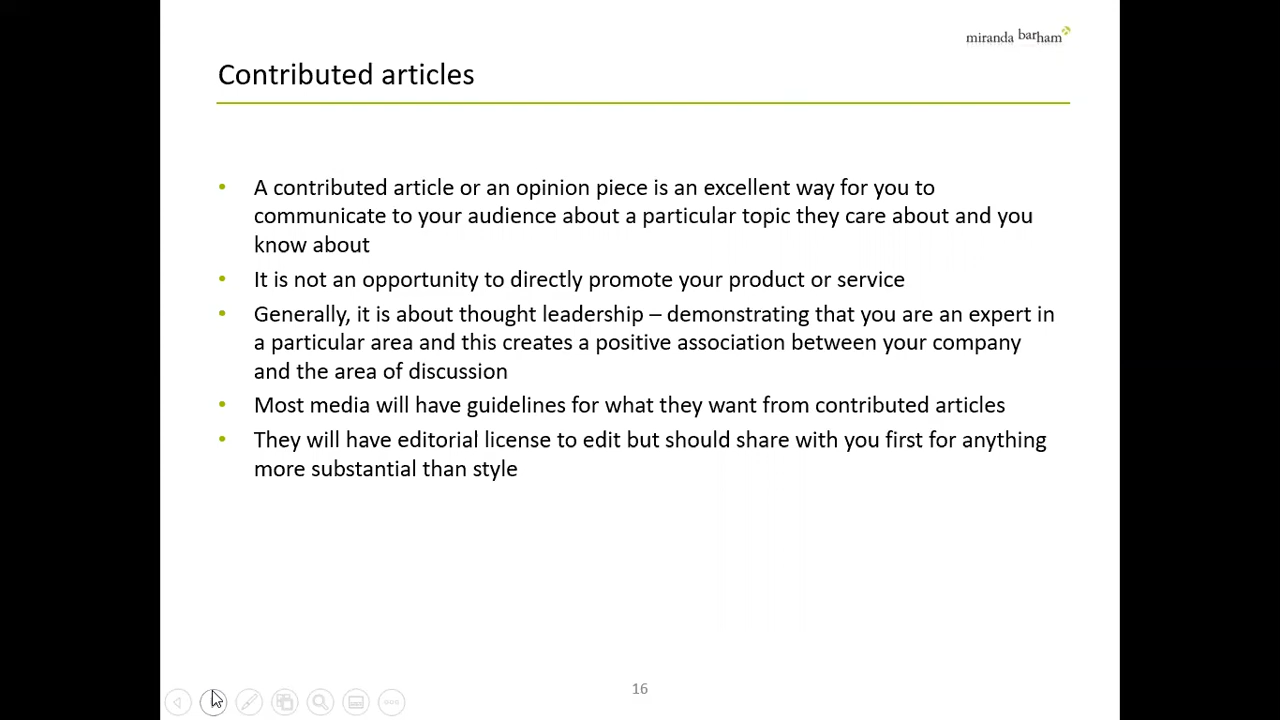 miranda barham
Contributed articles
• A contributed article or an opinion piece is an excellent way for you to
communicate to your audience about a particular topic they care about and you
know about
• It is not an opportunity to directly promote your product or service
• Generally, it is about thought leadership – demonstrating that you are an expert in
a particular area and this creates a positive association between your company
and the area of discussion
• Most media will have guidelines for what they want from contributed articles
• They will have editorial license to edit but should share with you first for anything
more substantial than style
16